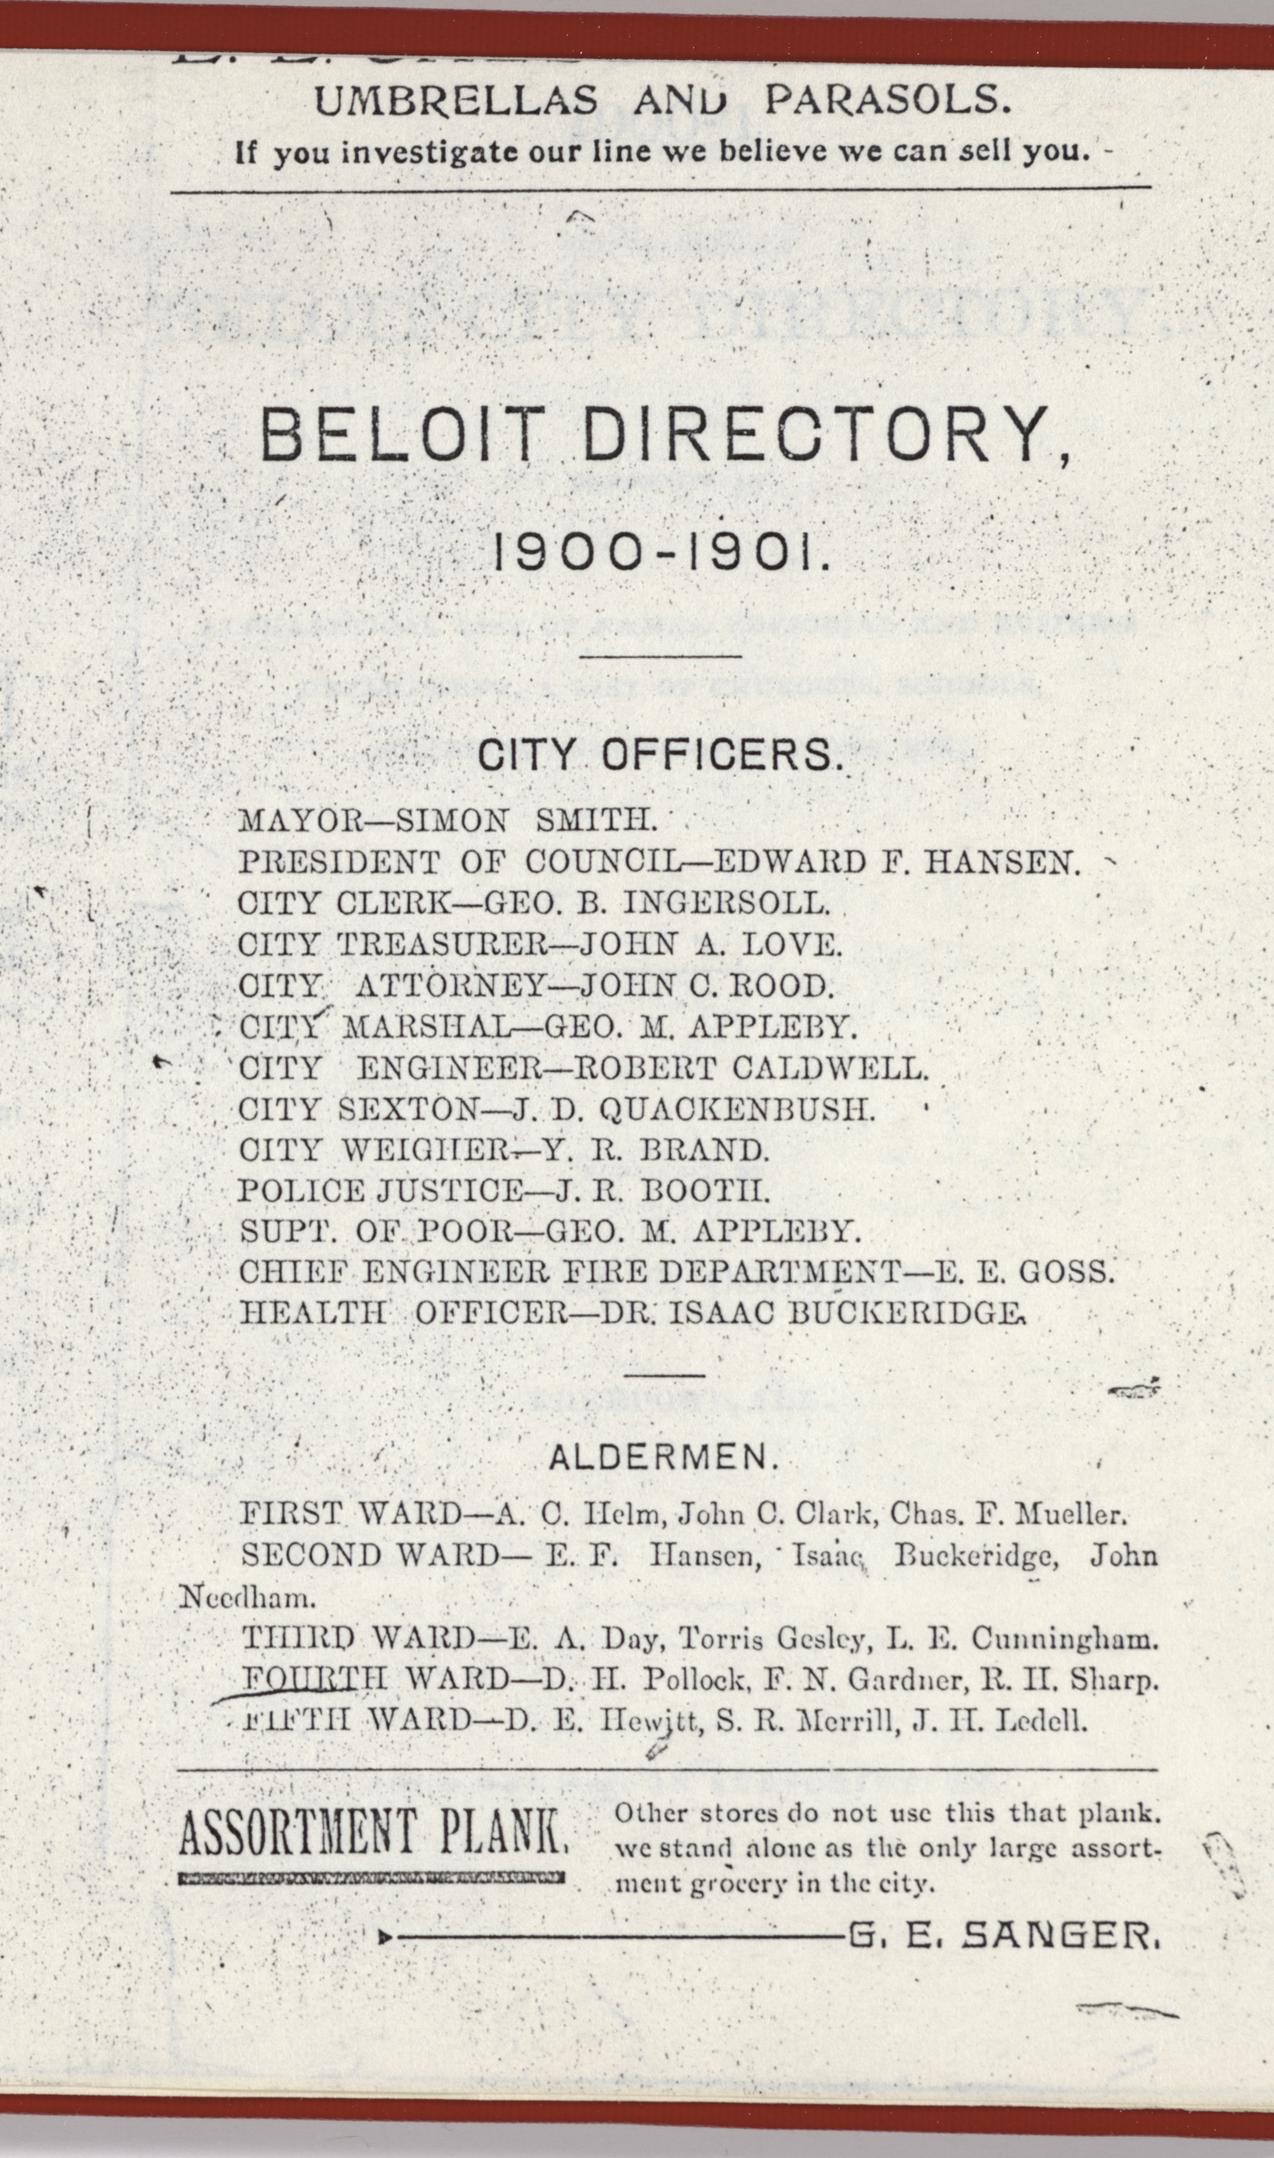 UMBRELLAS AND PARASOLS.
If you investigate our line we believe we can sell you.
BELOIT DIRECTORY,
1900-1901.
CITY OFFICERS.
MAYOR—SIMON SMITH.
PRESIDENT OF COUNCIL—EDWARD F. HANSEN.
CITY CLERK—GEO. B. INGERSOLL.
CITY TREASURER—JOHN A. LOVE.
CITY ATTORNEY—JOHN C. ROOD.
CITY MARSHAL—GEO. M. APPLEBY.
CITY ENGINEER—ROBERT CALDWELL.
CITY SEXTON—J. D. QUACKENBUSH.
CITY WEIGHER—Y. R. BRAND.
POLICE JUSTICE—J. R. BOOTH.
SUPT. OF POOR—GEO. M. APPLEBY.
CHIEF ENGINEER FIRE DEPARTMENT—E. E. GOSS.
HEALTH OFFICER—DR. ISAAC BUCKERIDGE.
ALDERMEN.
FIRST WARD—A. C. Helm, John C. Clark, Chas. F. Mueller.
SECOND WARD— E. F. Hansen, Isaac Buckeridge, John
Needham.
THIRD WARD—E. A. Day, Torris Gesley, L. E. Cunningham.
FOURTH WARD—D. H. Pollock, F. N. Gardner, R. H. Sharp.
FIFTH WARD—D. E. Hewitt, S. R. Merrill, J. H. Ledell.
ASSORTMENT PLANK.
Other stores do not use this that plank.
we stand alone as the only large assort-
ment grocery in the city.
G. E. SANGER.